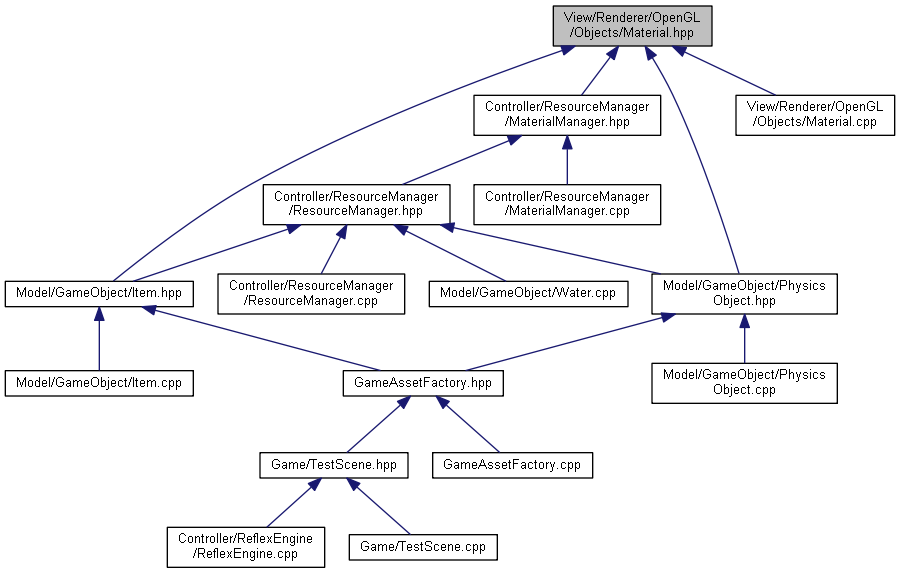 View/Renderer/OpenGL
/Objects/Material.hpp
Controller/ResourceManager
/MaterialManager.hpp
View/Renderer/OpenGL
/Objects/Material.cpp
Controller/ResourceManager
/ResourceManager.hpp
Controller/ResourceManager
/MaterialManager.cpp
Model/GameObject/Item.hpp
Controller/ResourceManager
/ResourceManager.cpp
Model/GameObject/Water.cpp
Model/GameObject/Physics
Object.hpp
Model/GameObject/Item.cpp
GameAssetFactory.hpp
Model/GameObject/Physics
Object.cpp
Game/TestScene.hpp
GameAssetFactory.cpp
Controller/ReflexEngine
/ReflexEngine.cpp
Game/TestScene.cpp